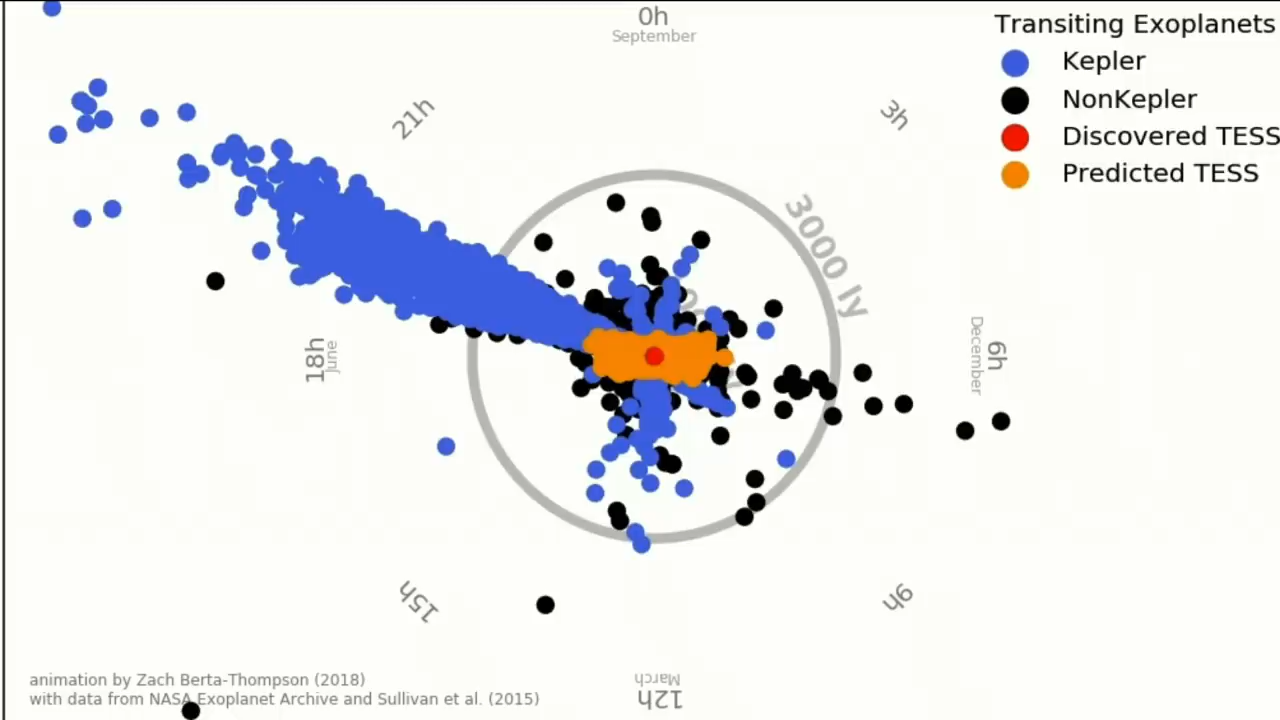 0h
September
Transiting Exoplanets
Kepler
NonKepler
Discovered TESS
Predicted TESS
21h
3h
3000 ly
18h
June
6h
December
15h
9h
March
12h
animation by Zach Berta-Thompson (2018)
with data from NASA Exoplanet Archive and Sullivan et al. (2015)